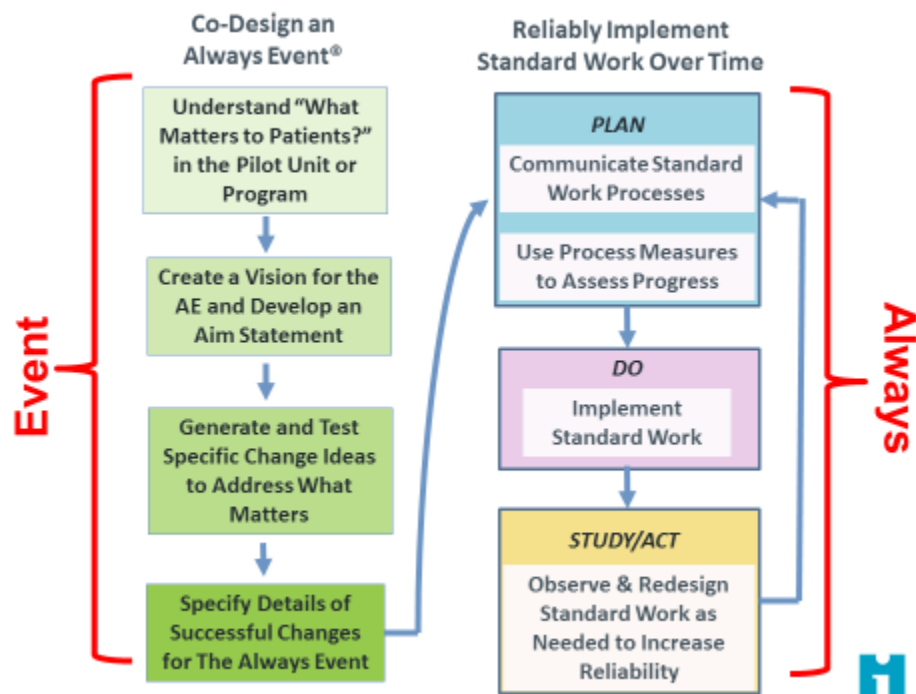 Co-Design an
Always Event®
Understand “What
Matters to Patients?”
in the Pilot Unit or
Program
Create a Vision for the
AE and Develop an
Aim Statement
Generate and Test
Specific Change Ideas
to Address What
Matters
Specify Details of
Successful Changes
for The Always Event
Event
Reliably Implement
Standard Work Over Time
PLAN
Communicate Standard
Work Processes
Use Process Measures
to Assess Progress
DO
Implement
Standard Work
STUDY/ACT
Observe & Redesign
Standard Work as
Needed to Increase
Reliability
Always